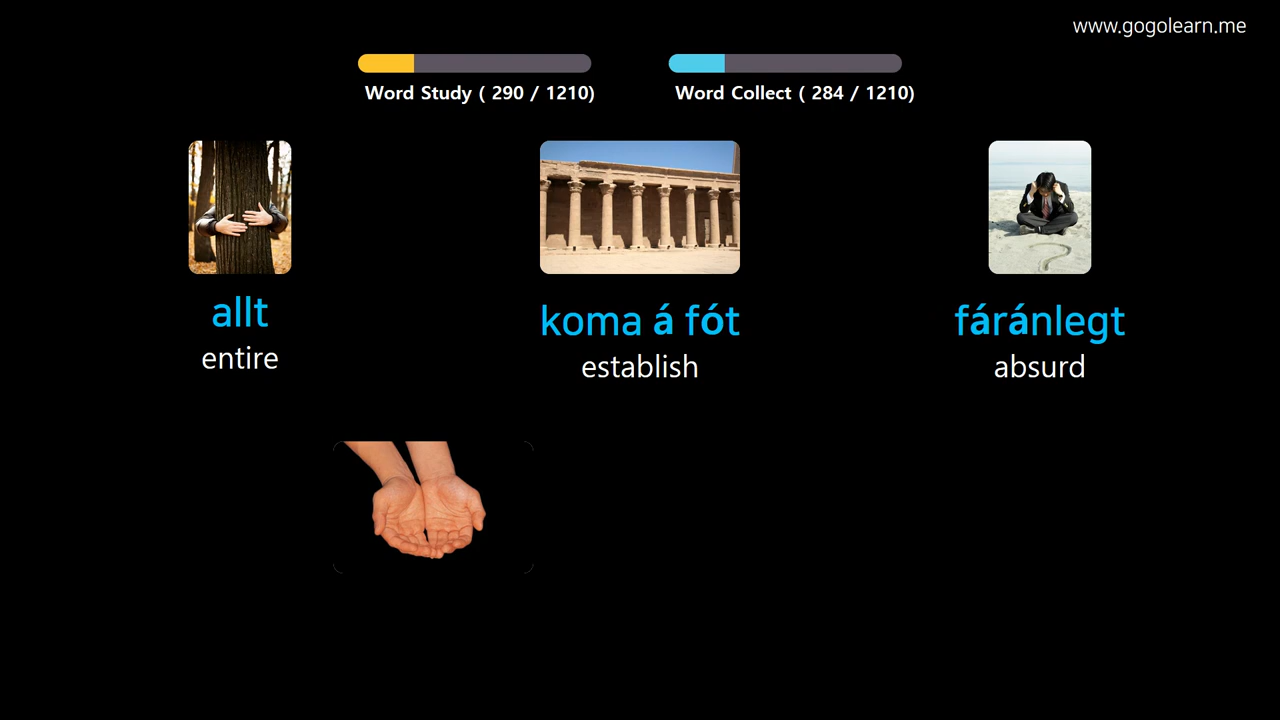 www.gogolearn.me
Word Study ( 290 / 1210)
Word Collect ( 284 / 1210)
allt
entire
koma á fót
establish
fáránlegt
absurd